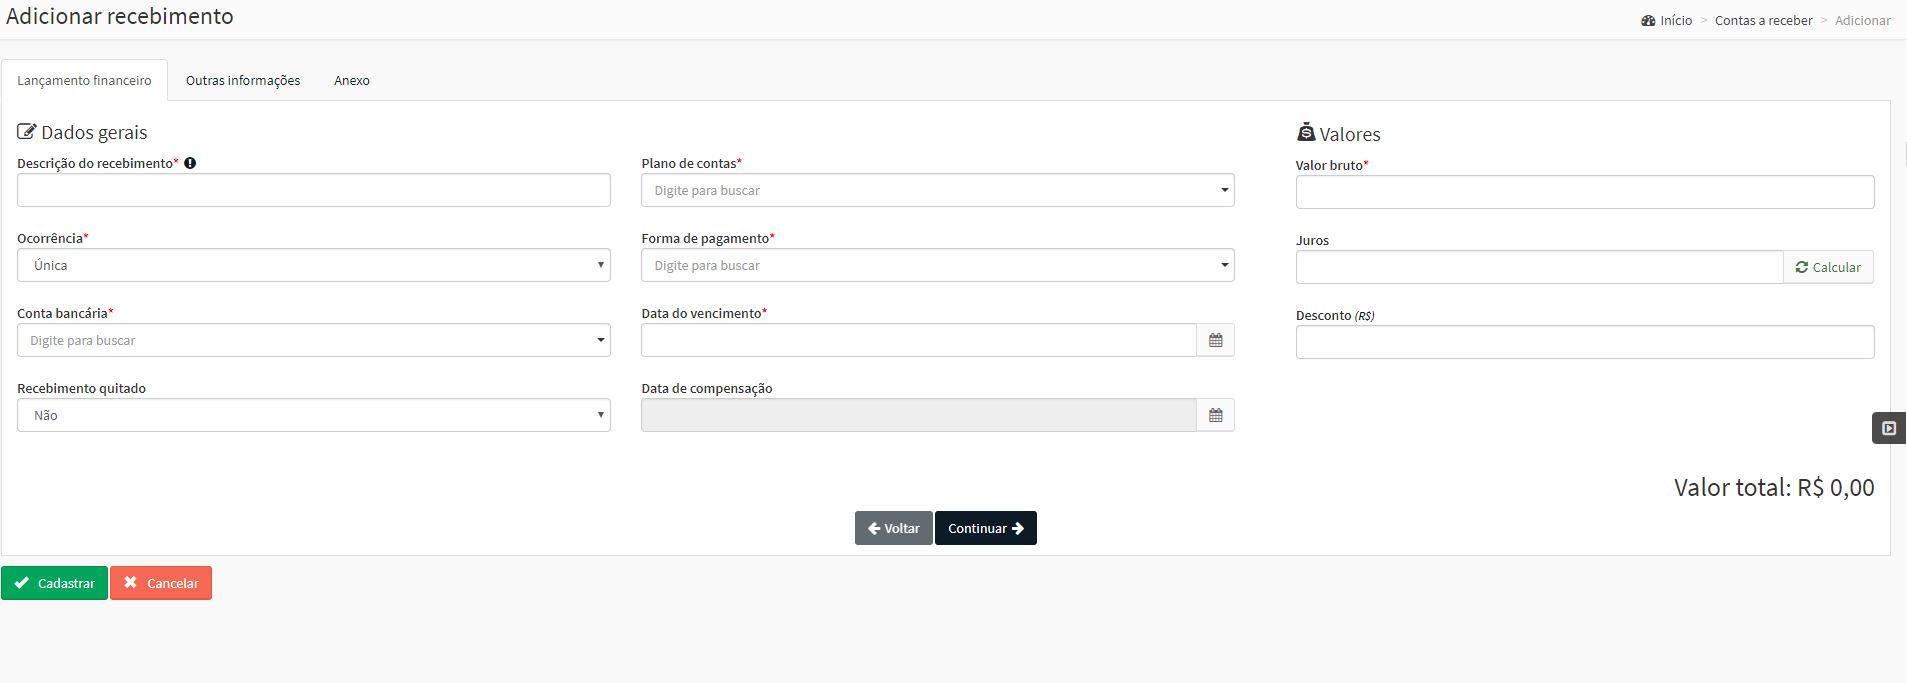 Adicionar recebimento
Início > Contas a receber > Adicionar
Lançamento financeiro Outras informações Anexo
Dados gerais
Valores
Descrição do recebimento* Plano de contas* Valor bruto*
Digite para buscar
Ocorrência* Forma de pagamento* Juros
Única Digite para buscar Calcular
Conta bancária* Data do vencimento* Desconto (R$)
Digite para buscar
Recebimento quitado Data de compensação
Não
Valor total: R$ 0,00
Voltar Continuar
Cadastrar Cancelar